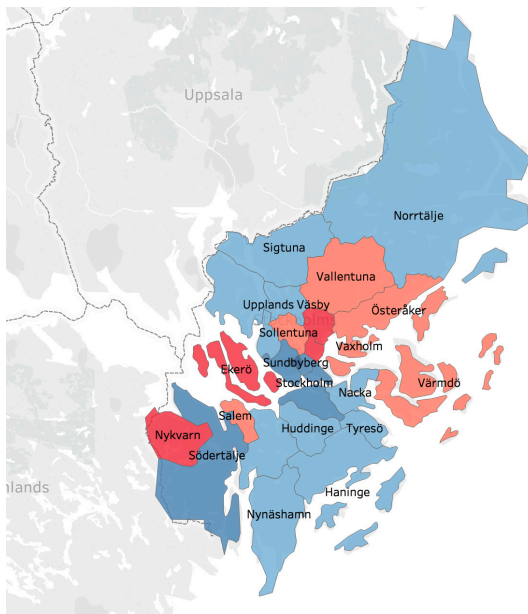 Uppsala
Norrtälje
Sigtuna
Vallentuna
Upplands Väsby
Österåker
Stockholms
Sollentuna
Vaxholm
Sundbyberg
Ekerö
Stockholm
Värmdö
Nacka
Salem
Huddinge
Tyresö
Nykvarn
Södertälje
nlands
Haninge
Nynäshamn